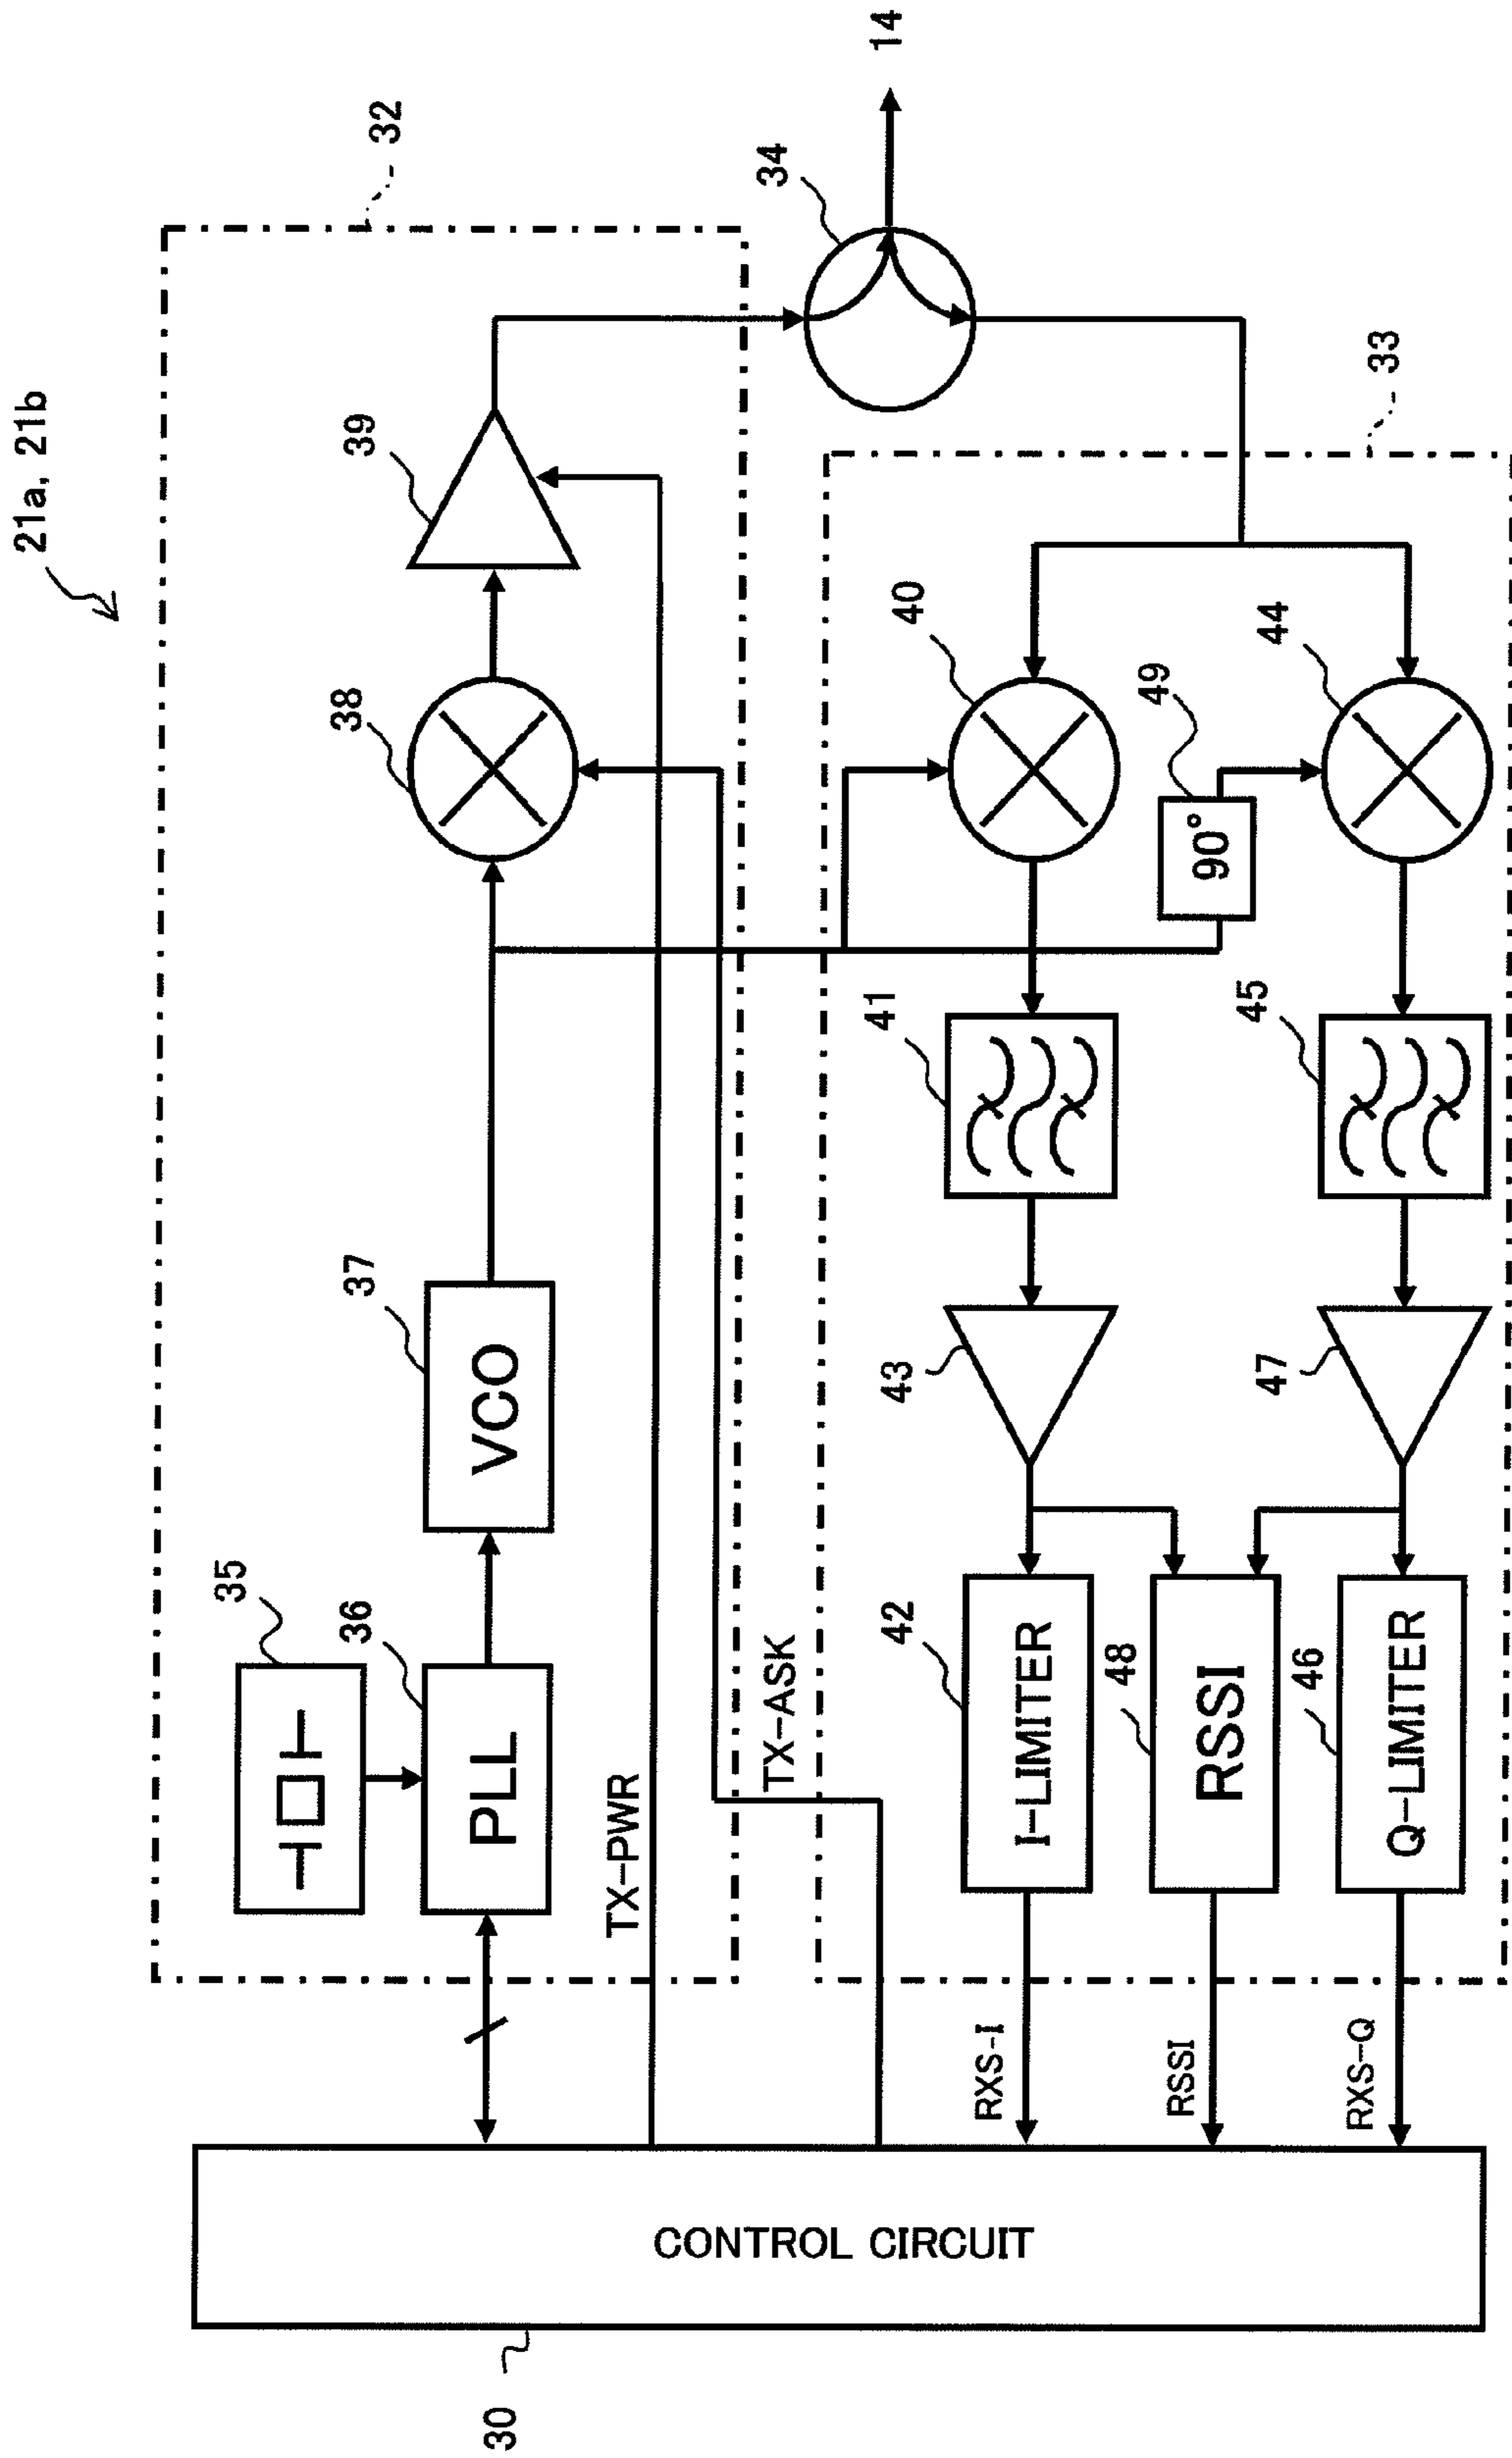 21a, 21b
32
39
38
37
35
36
VCO
PLL
TX-PWR
TX-ASK
34
14
33
40
49
44
90°
41
45
43
47
42
48
46
I-LIMITER
RSSI
Q-LIMITER
RXS-I
RSSI
RXS-Q
CONTROL CIRCUIT
30